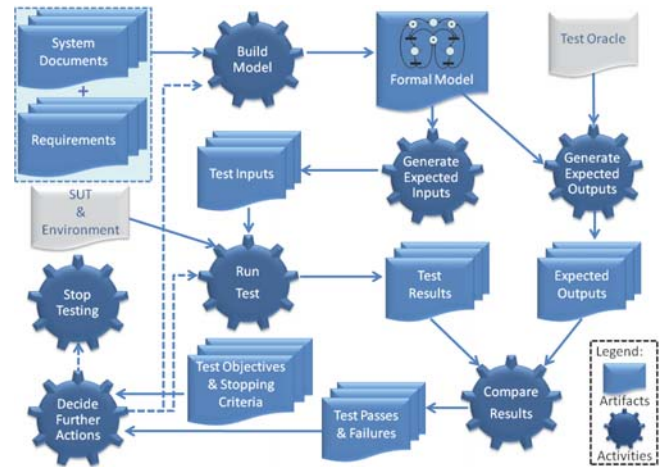 System
Documents
+
Requirements
Build
Model
Formal Model
Test Oracle
Test Inputs
Generate
Expected
Inputs
Generate
Expected
Outputs
SUT
&
Environment
Run
Test
Test
Results
Expected
Outputs
Stop
Testing
Test Objectives
& Stopping
Criteria
Decide
Further
Actions
Test Passes
& Failures
Compare
Results
Legend:
Artifacts
Activities